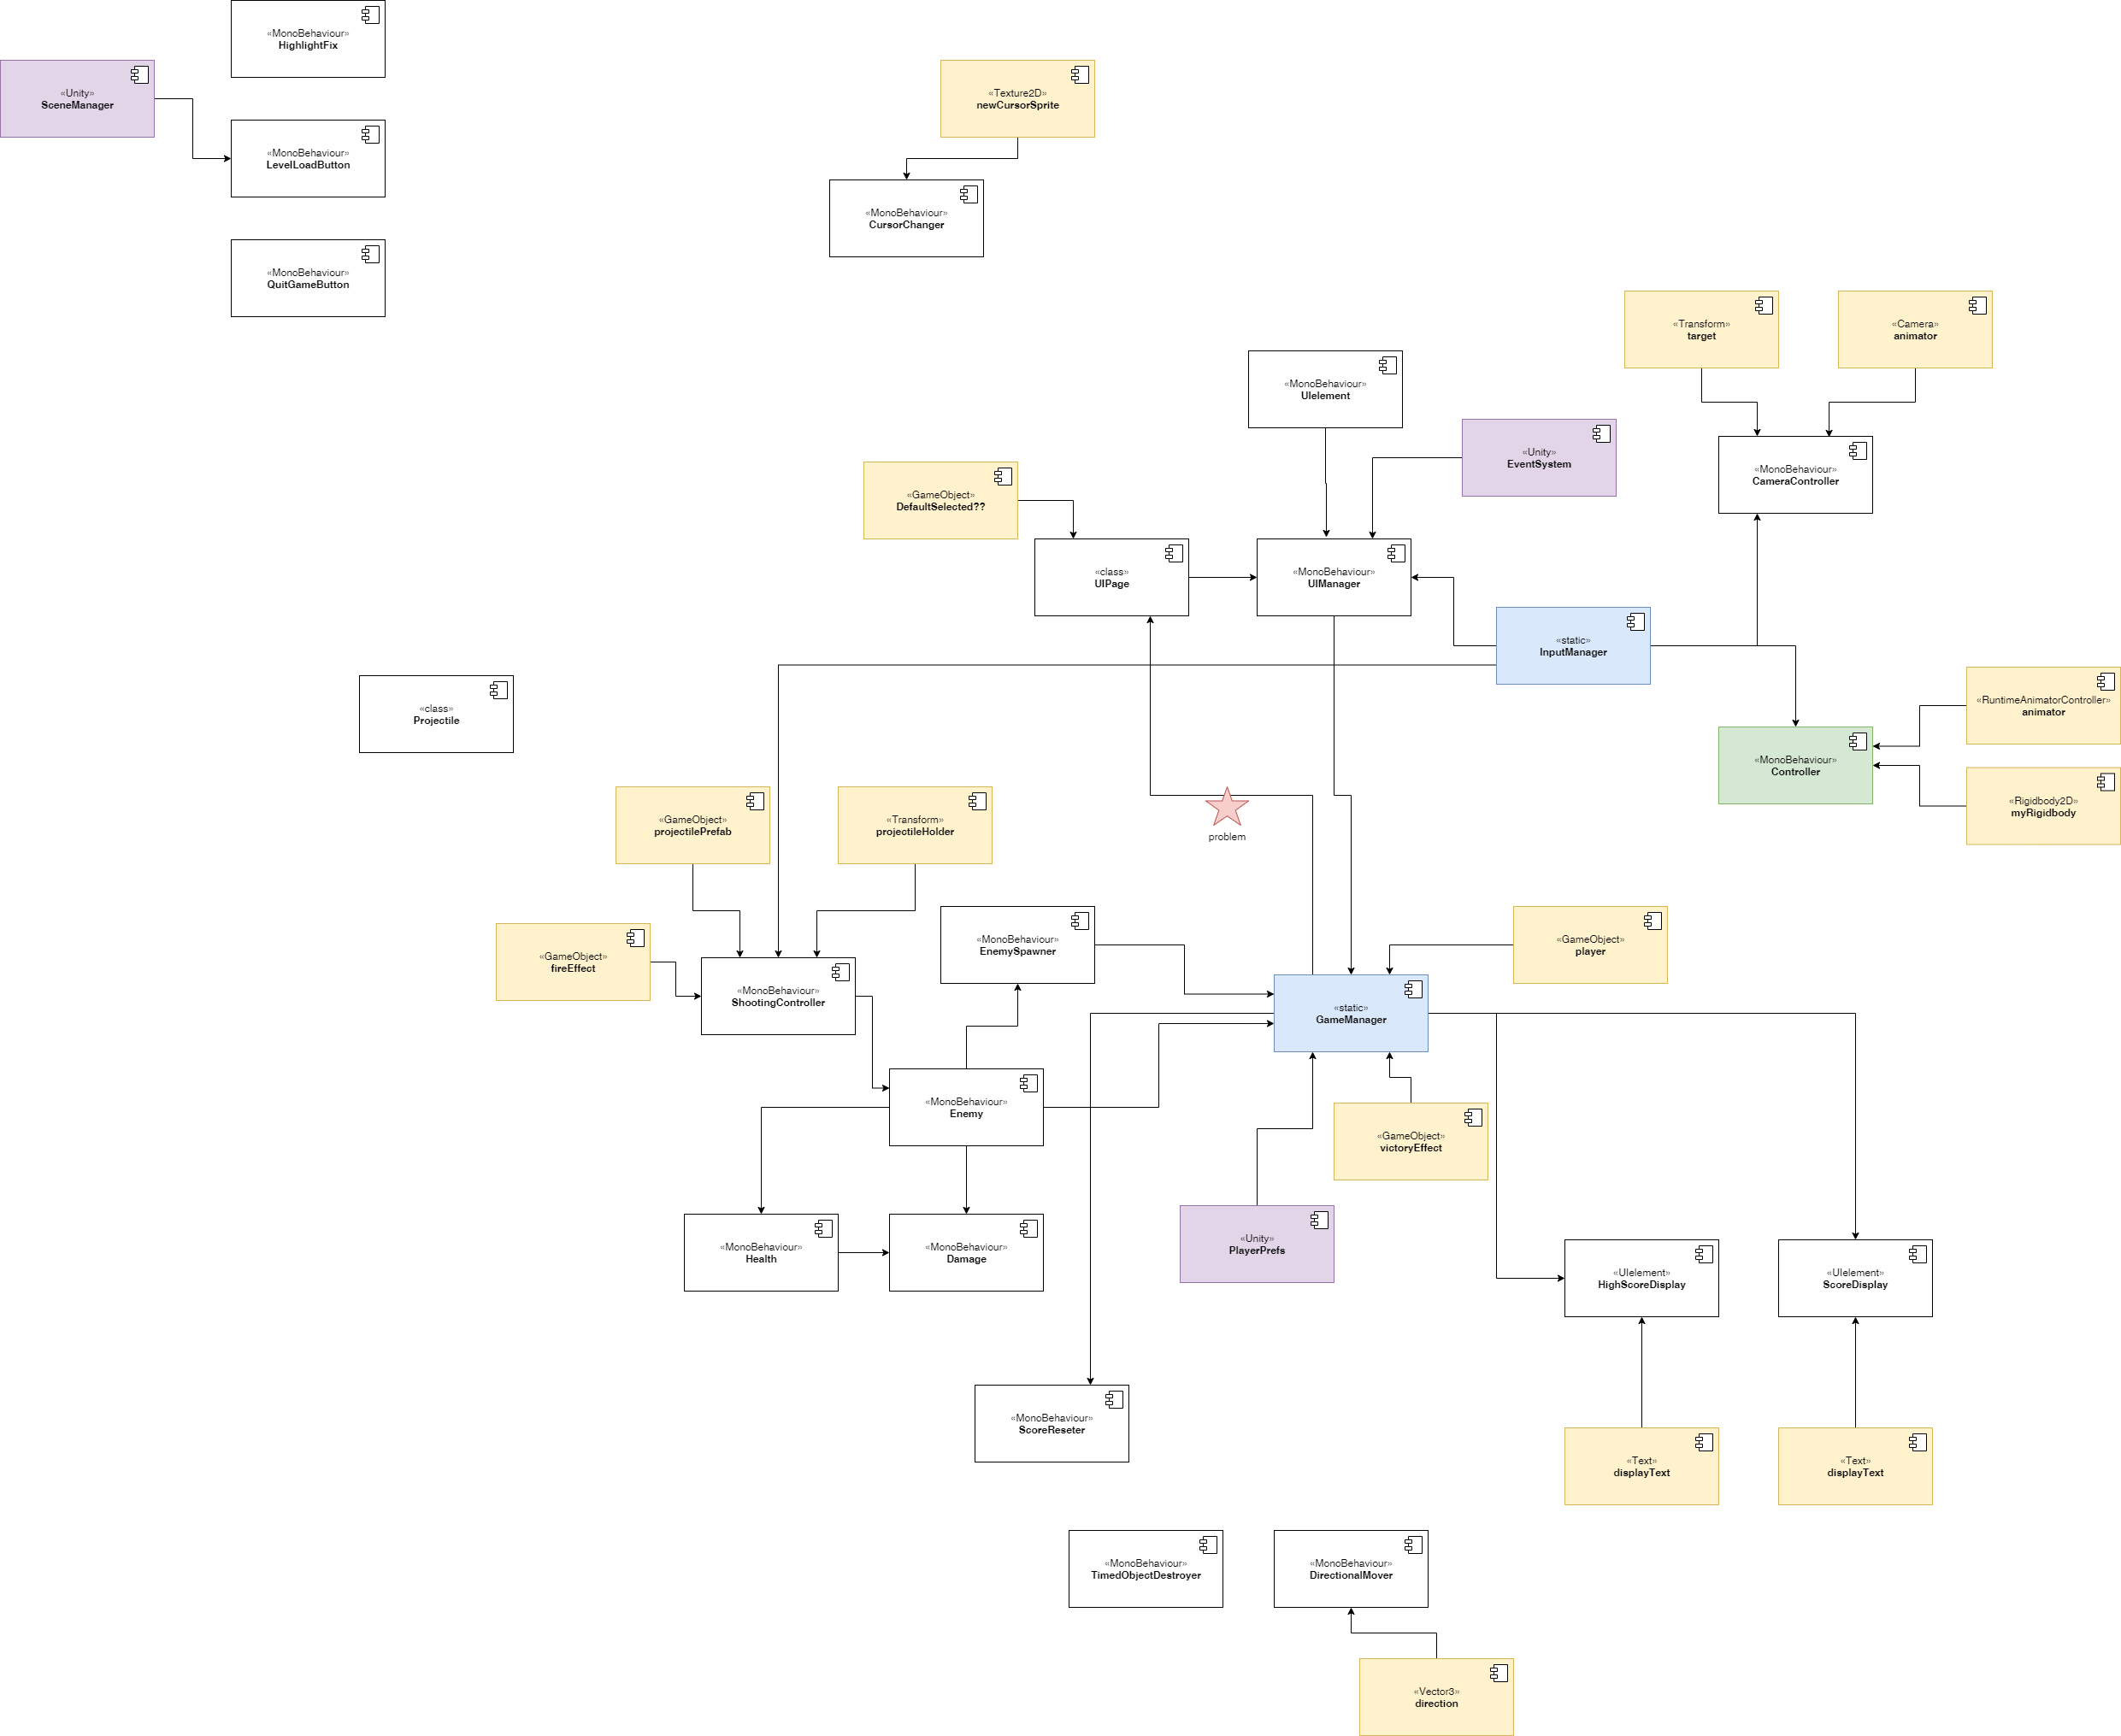 «MonoBehaviour»
HighlightFix
«Unity»
SceneManager
«Texture2D»
newCursorSprite
«MonoBehaviour»
LevelLoadButton
«MonoBehaviour»
CursorChanger
«MonoBehaviour»
QuitGameButton
«Transform»
target
«Camera»
animator
«MonoBehaviour»
UIelement
«Unity»
EventSystem
«MonoBehaviour»
CameraController
«GameObject»
DefaultSelected??
«class»
UIPage
«MonoBehaviour»
UIManager
«static»
InputManager
«class»
Projectile
«RuntimeAnimatorController»
animator
«MonoBehaviour»
Controller
«Rigidbody2D»
myRigidbody
«GameObject»
projectilePrefab
«Transform»
projectileHolder
problem
«MonoBehaviour»
EnemySpawner
«GameObject»
player
«GameObject»
fireEffect
«MonoBehaviour»
ShootingController
«static»
GameManager
«MonoBehaviour»
Enemy
«GameObject»
victoryEffect
«MonoBehaviour»
Health
«MonoBehaviour»
Damage
«Unity»
PlayerPrefs
«UIelement»
HighScoreDisplay
«UIelement»
ScoreDisplay
«MonoBehaviour»
ScoreReseter
«Text»
displayText
«Text»
displayText
«MonoBehaviour»
TimedObjectDestroyer
«MonoBehaviour»
DirectionalMover
«Vector3»
direction